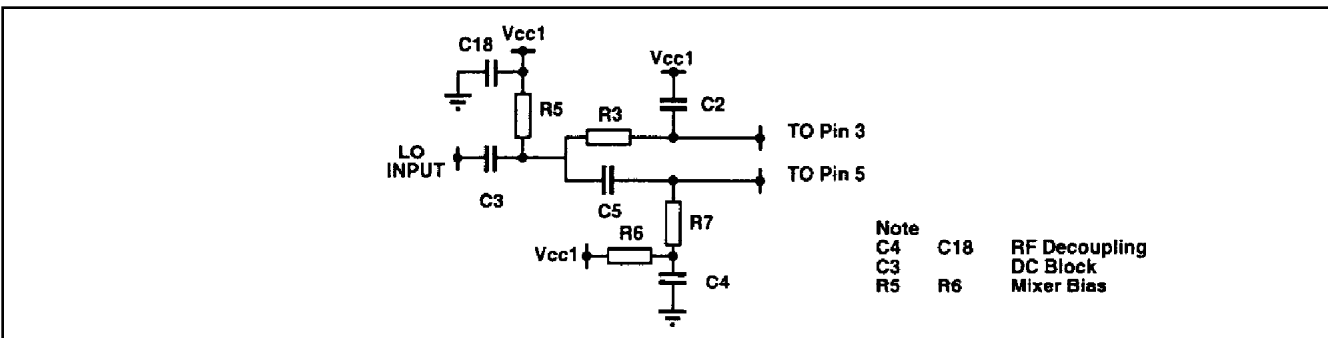 C18
Vcc1
Vcc1
R5
R3
C2
TO Pin 3
LO
INPUT
C3
C5
TO Pin 5
R7
R6
Vcc1
C4
Note
C4 C18 RF Decoupling
C3 DC Block
R5 R6 Mixer Bias